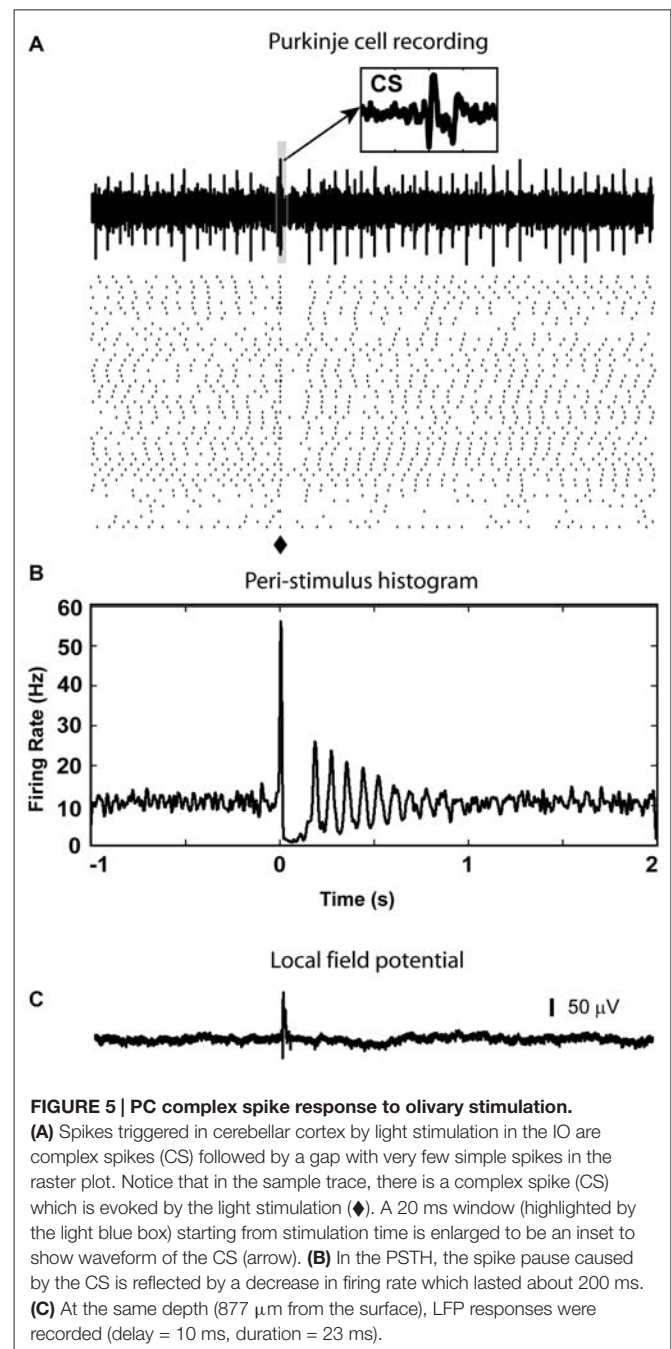 A
Purkinje cell recording
CS
♦
B
Peri-stimulus histogram
60
50
40
30
20
10
0
Firing Rate (Hz)
-1
0
1
2
Time (s)
Local field potential
C
50 μV
FIGURE 5 | PC complex spike response to olivary stimulation.
(A) Spikes triggered in cerebellar cortex by light stimulation in the IO are
complex spikes (CS) followed by a gap with very few simple spikes in the
raster plot. Notice that in the sample trace, there is a complex spike (CS)
which is evoked by the light stimulation (♦). A 20 ms window (highlighted by
the light blue box) starting from stimulation time is enlarged to be an inset to
show waveform of the CS (arrow). (B) In the PSTH, the spike pause caused
by the CS is reflected by a decrease in firing rate which lasted about 200 ms.
(C) At the same depth (877 μm from the surface), LFP responses were
recorded (delay = 10 ms, duration = 23 ms).